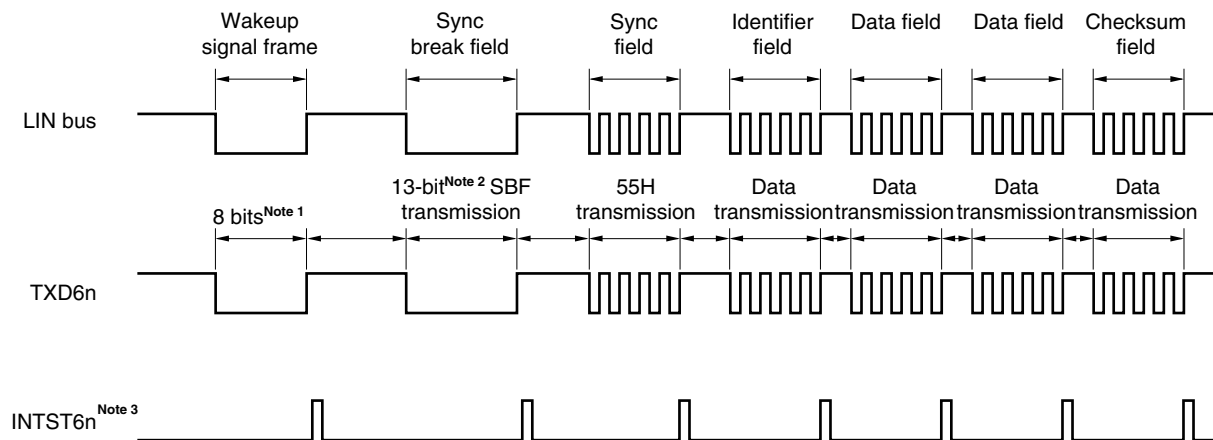 Wakeup
signal frame
Sync
break field
Sync
field
Identifier
field
Data field
Data field
Checksum
field
LIN bus
8 bitsNote 1
13-bitNote 2 SBF
transmission
55H
transmission
Data
transmission
Data
transmission
Data
transmission
Data
transmission
TXD6n
INTST6nNote 3